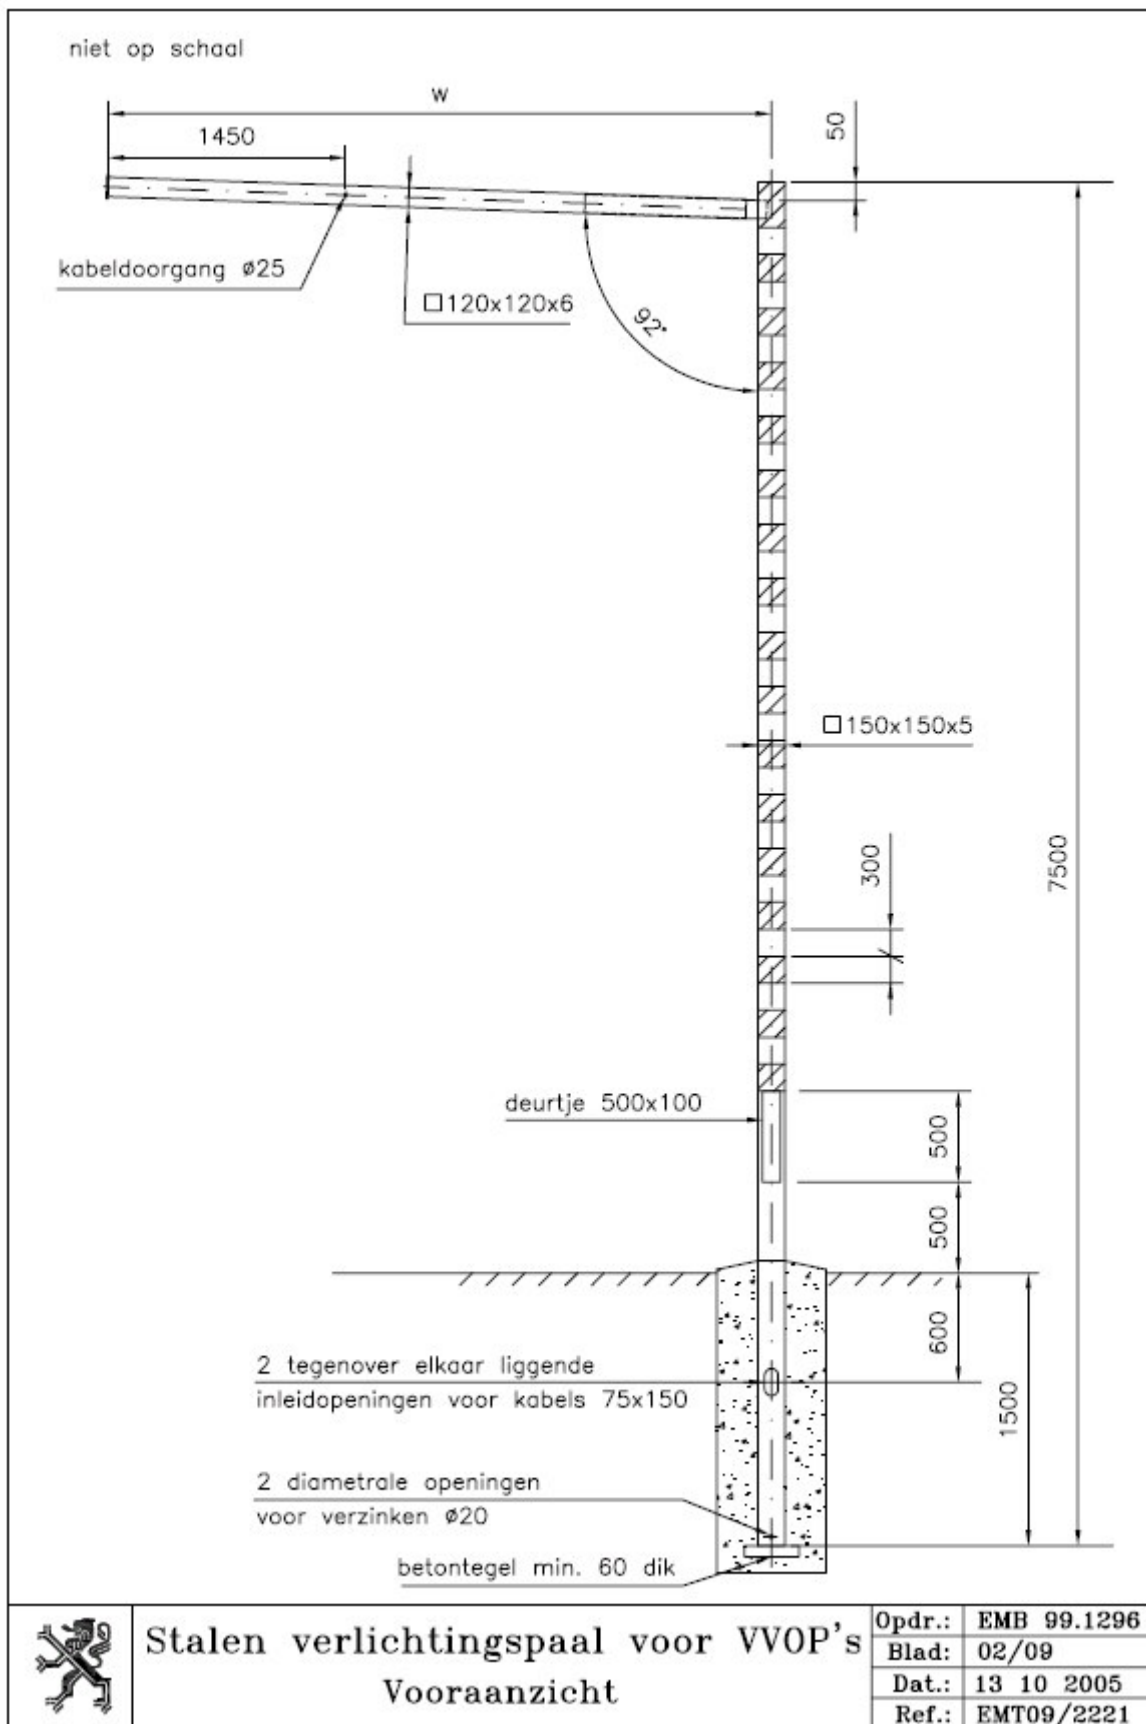 niet op schaal
W
1450
50
kabeldoorgang ø25
□120x120x6
92°
□150x150x5
300
7500
deurtje 500x100
500
500
600
2 tegenover elkaar liggende
inleidopeningen voor kabels 75x150
1500
2 diametrale openingen
voor verzinken ø20
betontegel min. 60 dik
Stalen verlichtingspaal voor VVOP's
Vooraanzicht
Opdr.: EMB 99.1296
Blad: 02/09
Dat.: 13 10 2005
Ref.: EMT09/2221